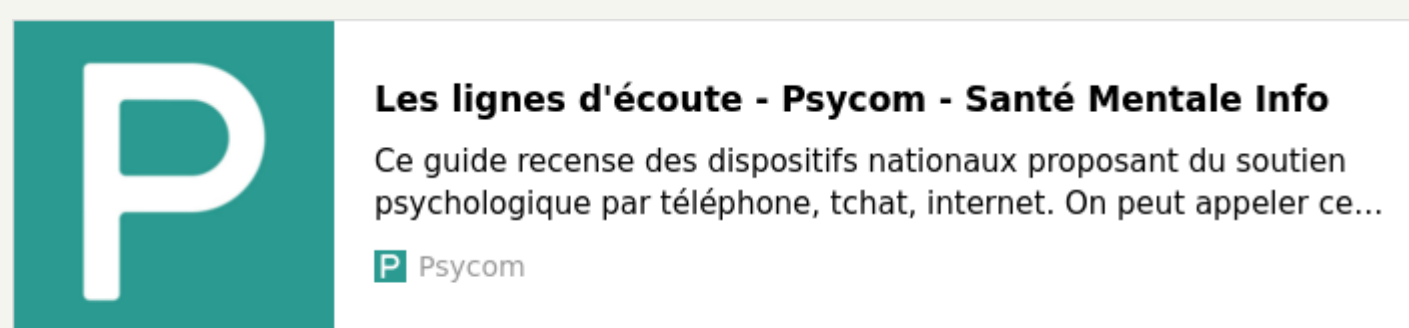 P
Les lignes d'écoute - Psycom - Santé Mentale Info
Ce guide recense des dispositifs nationaux proposant du soutien
psychologique par téléphone, tchat, internet. On peut appeler ce...
P Psycom